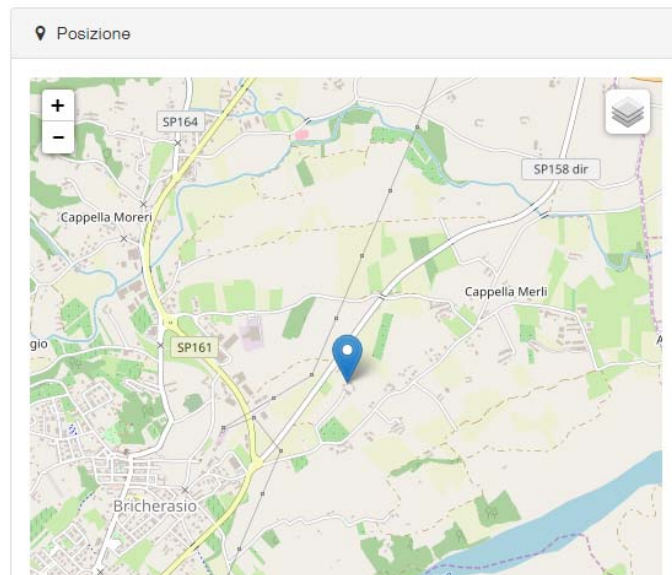 Posizione
+
-
SP164
SP158 dir
Cappella Moreri
Cappella Merli
gio
SP161
A
Bricherasio